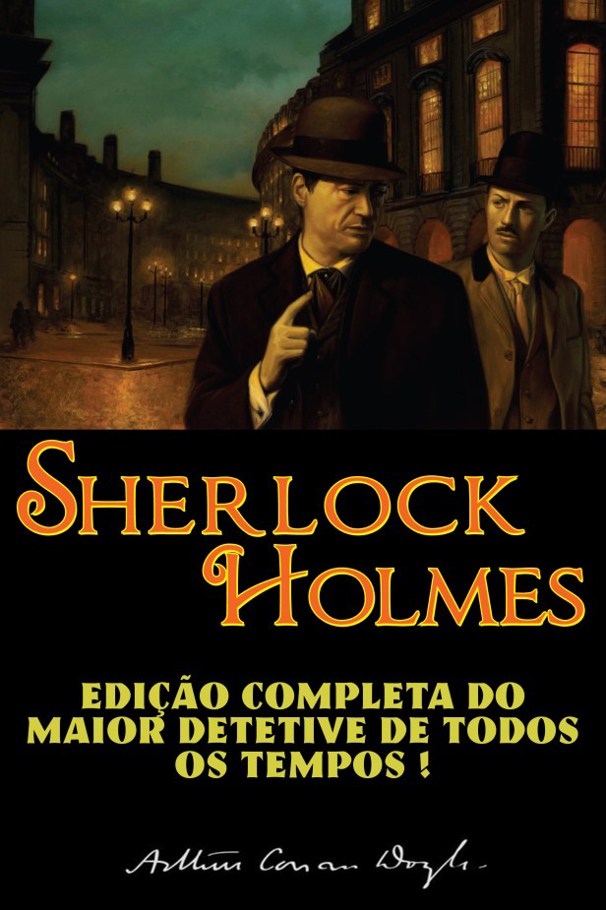 SHERLOCK
HOLMES
EDIÇÃO COMPLETA DO
MAIOR DETETIVE DE TODOS
OS TEMPOS !
Arthur Conan Doyle